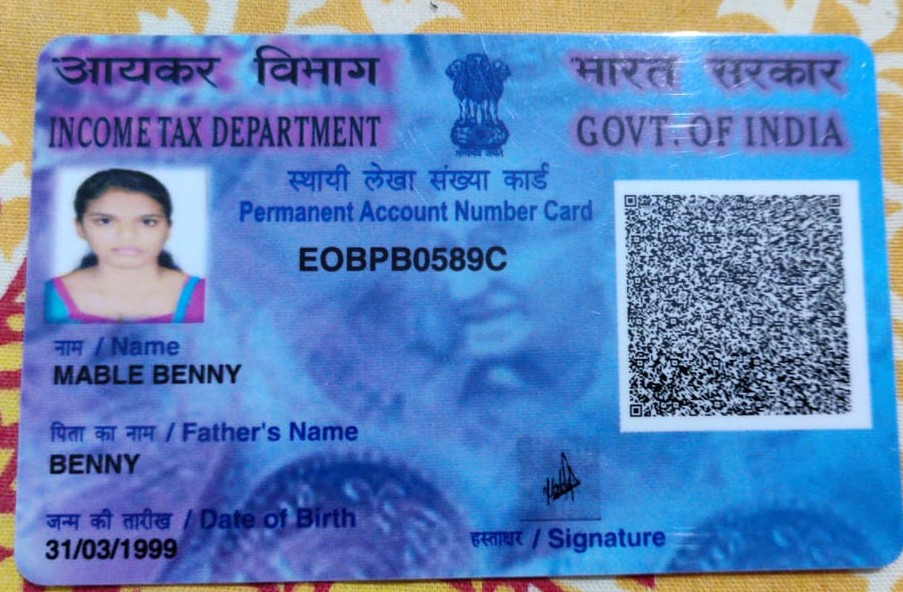 आयकर विभाग
INCOME TAX DEPARTMENT
भारत सरकार
GOVT. OF INDIA
सत्यमेव जयते
स्थायी लेखा संख्या कार्ड
Permanent Account Number Card
EOBPB0589C
नाम / Name
MABLE BENNY
पिता का नाम / Father's Name
BENNY
जन्म की तारीख / Date of Birth
31/03/1999
हस्ताक्षर / Signature